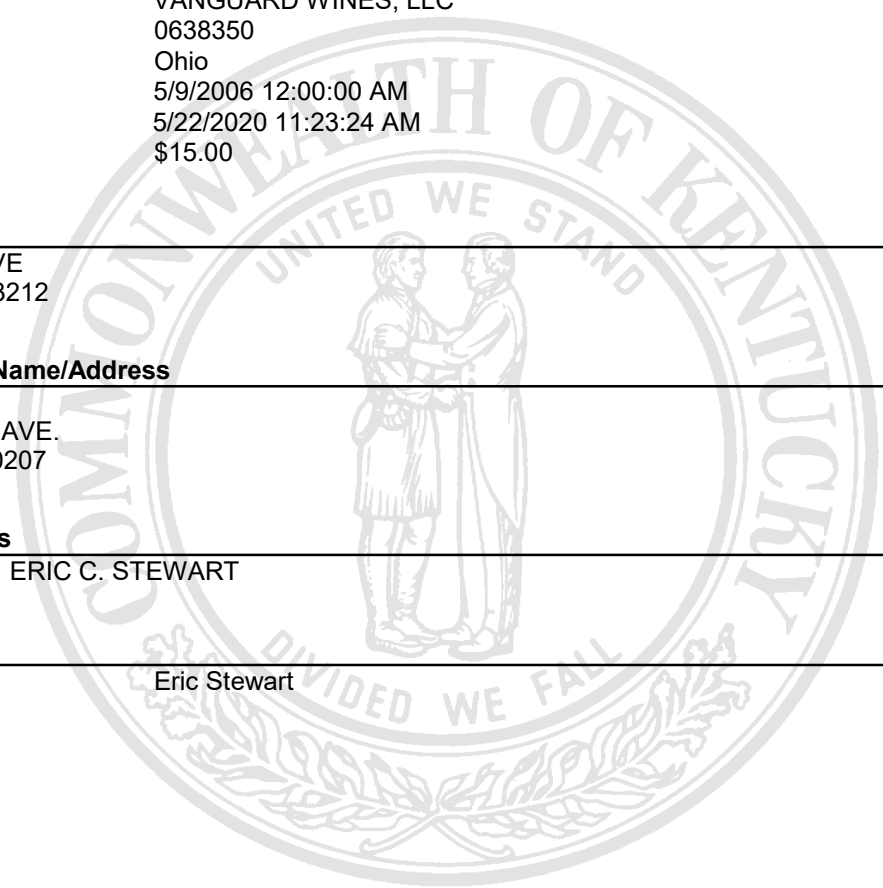 VANGUARD WINES, LLC
0638350
Ohio
5/9/2006 12:00:00 AM
5/22/2020 11:23:24 AM
$15.00
COMMONWEALTH OF KENTUCKY
UNITED WE STAND
VE
3212
Name/Address
AVE.
0207
s
ERIC C. STEWART
DIVIDED WE FALL
Eric Stewart